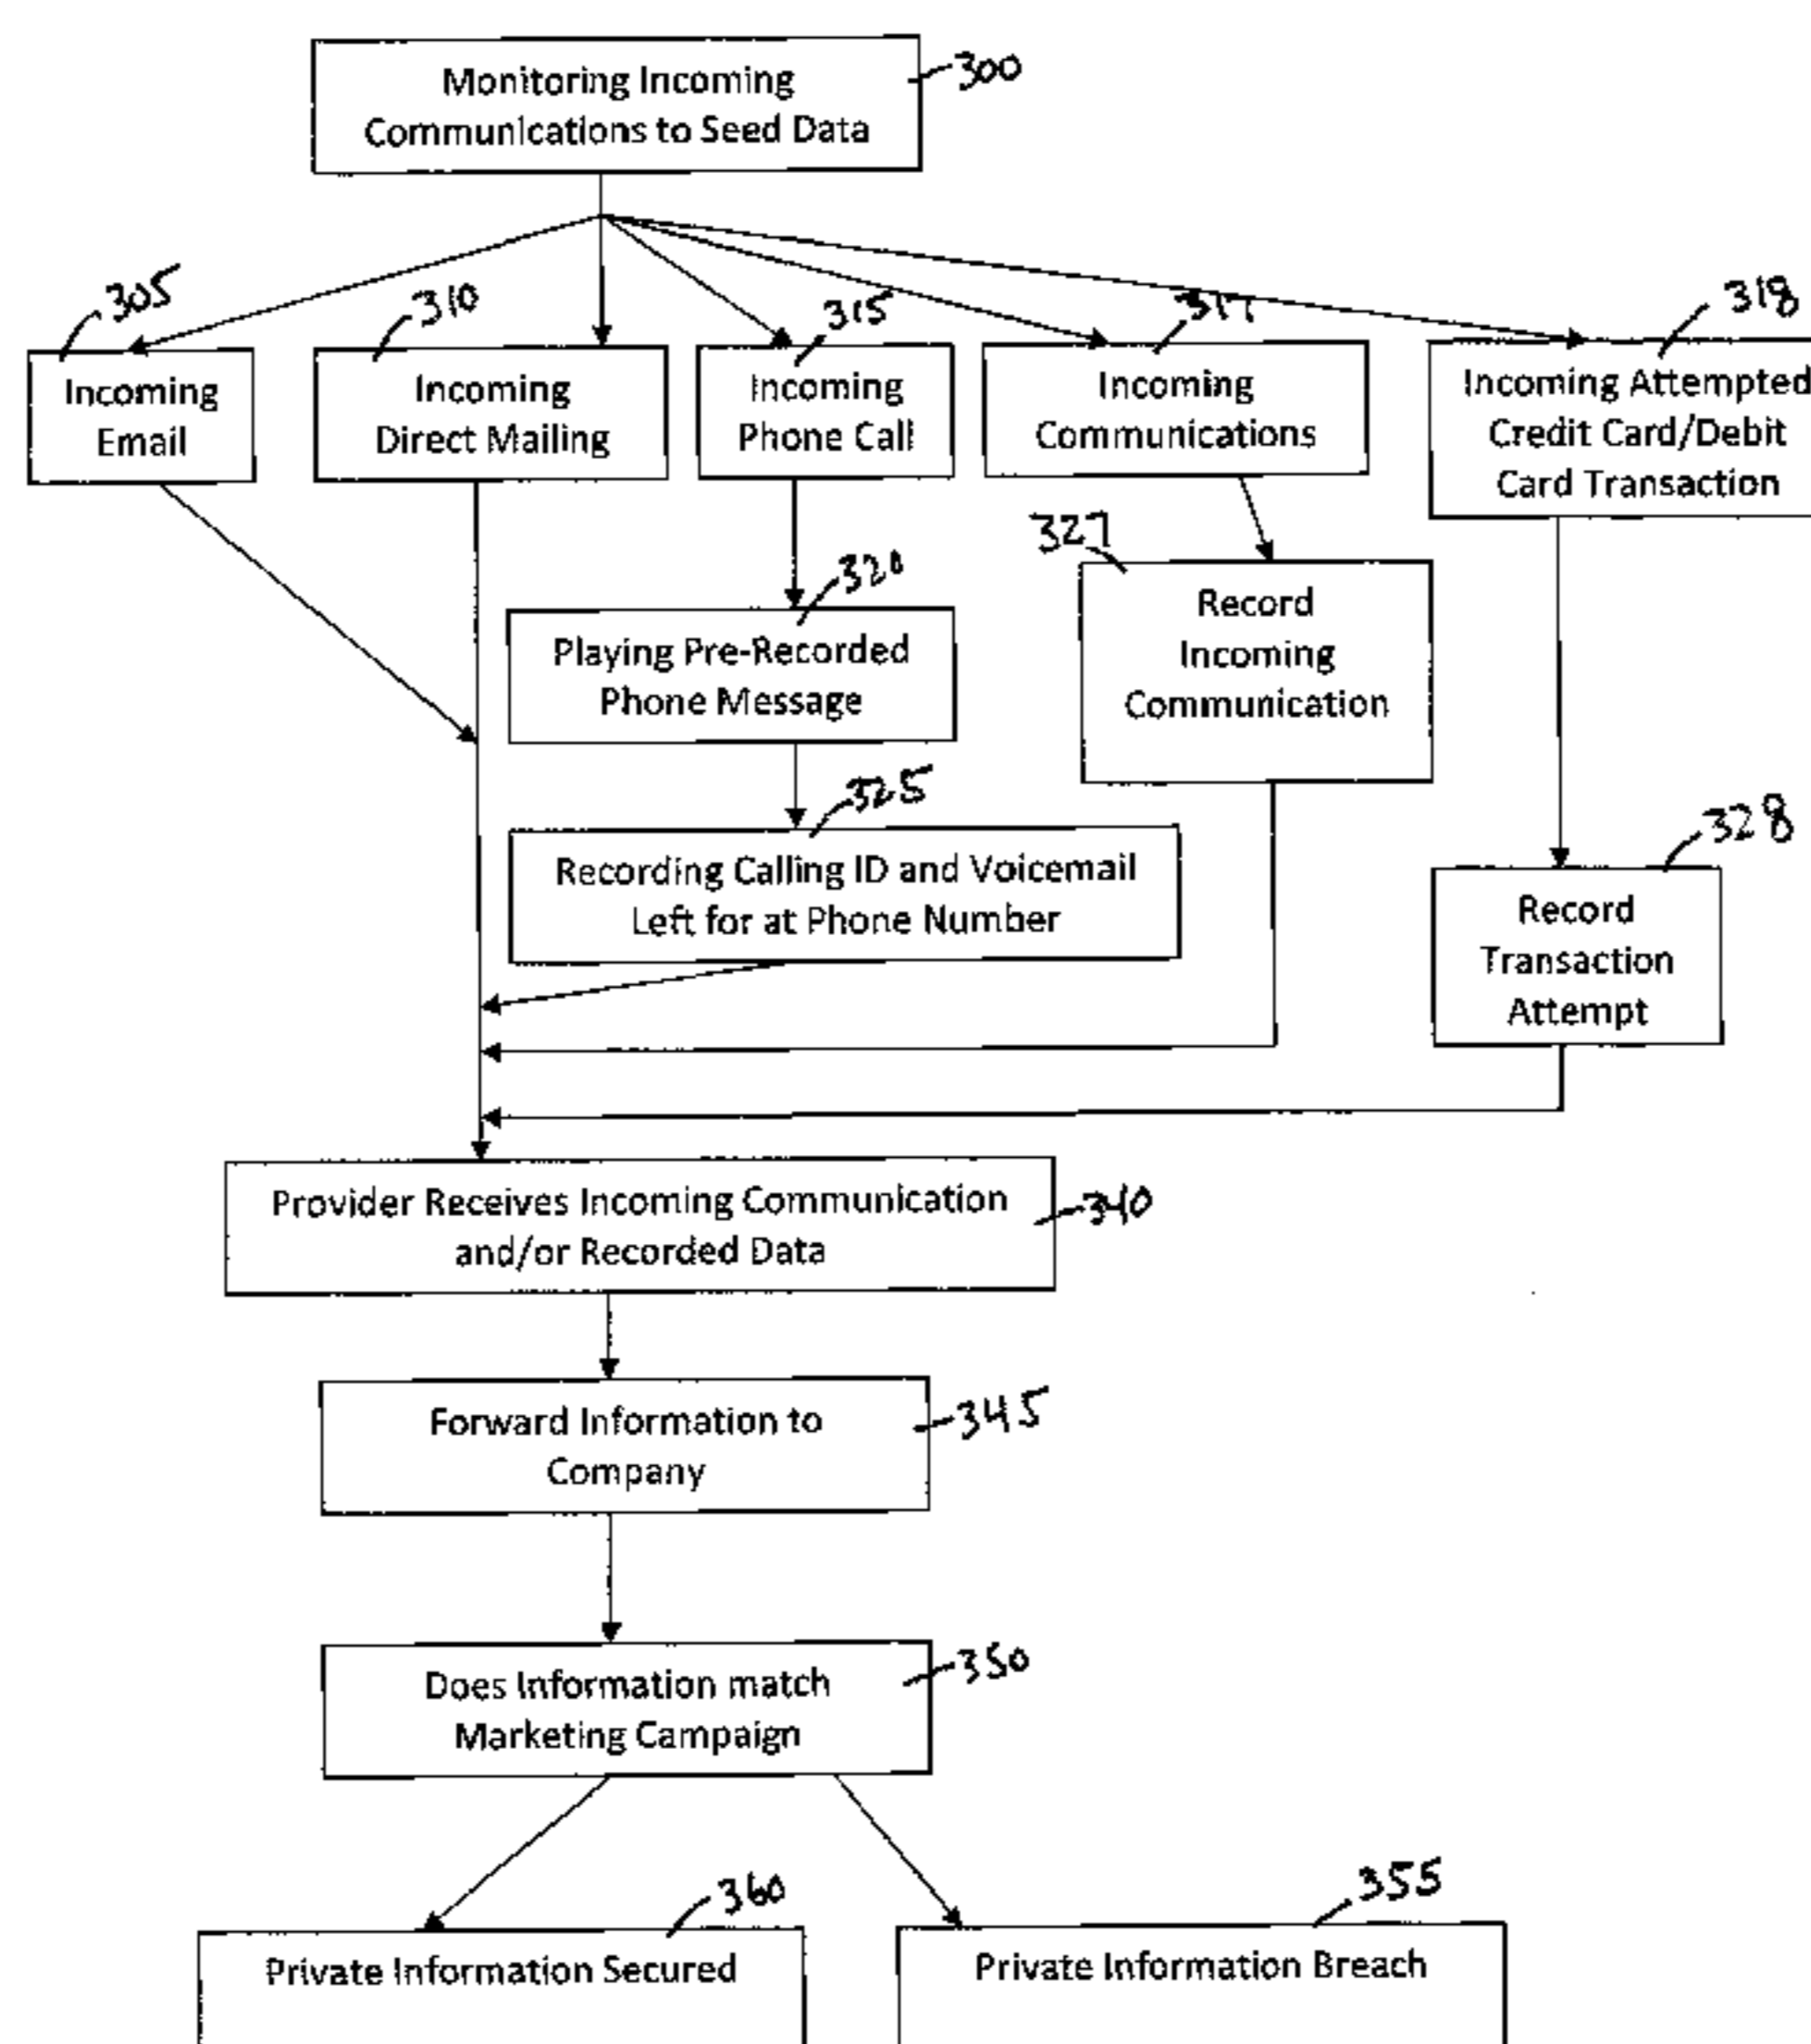 Monitoring Incoming
Communications to Seed Data
300
305
310
315
317
318
Incoming
Email
Incoming
Direct Mailing
Incoming
Phone Call
Incoming
Communications
Incoming Attempted
Credit Card/Debit
Card Transaction
320
Playing Pre-Recorded
Phone Message
327
Record
Incoming
Communication
325
Recording Calling ID and Voicemail
Left for at Phone Number
328
Record
Transaction
Attempt
Provider Receives Incoming Communication
and/or Recorded Data
340
Forward Information to
Company
345
Does Information match
Marketing Campaign
350
360
Private Information Secured
355
Private Information Breach